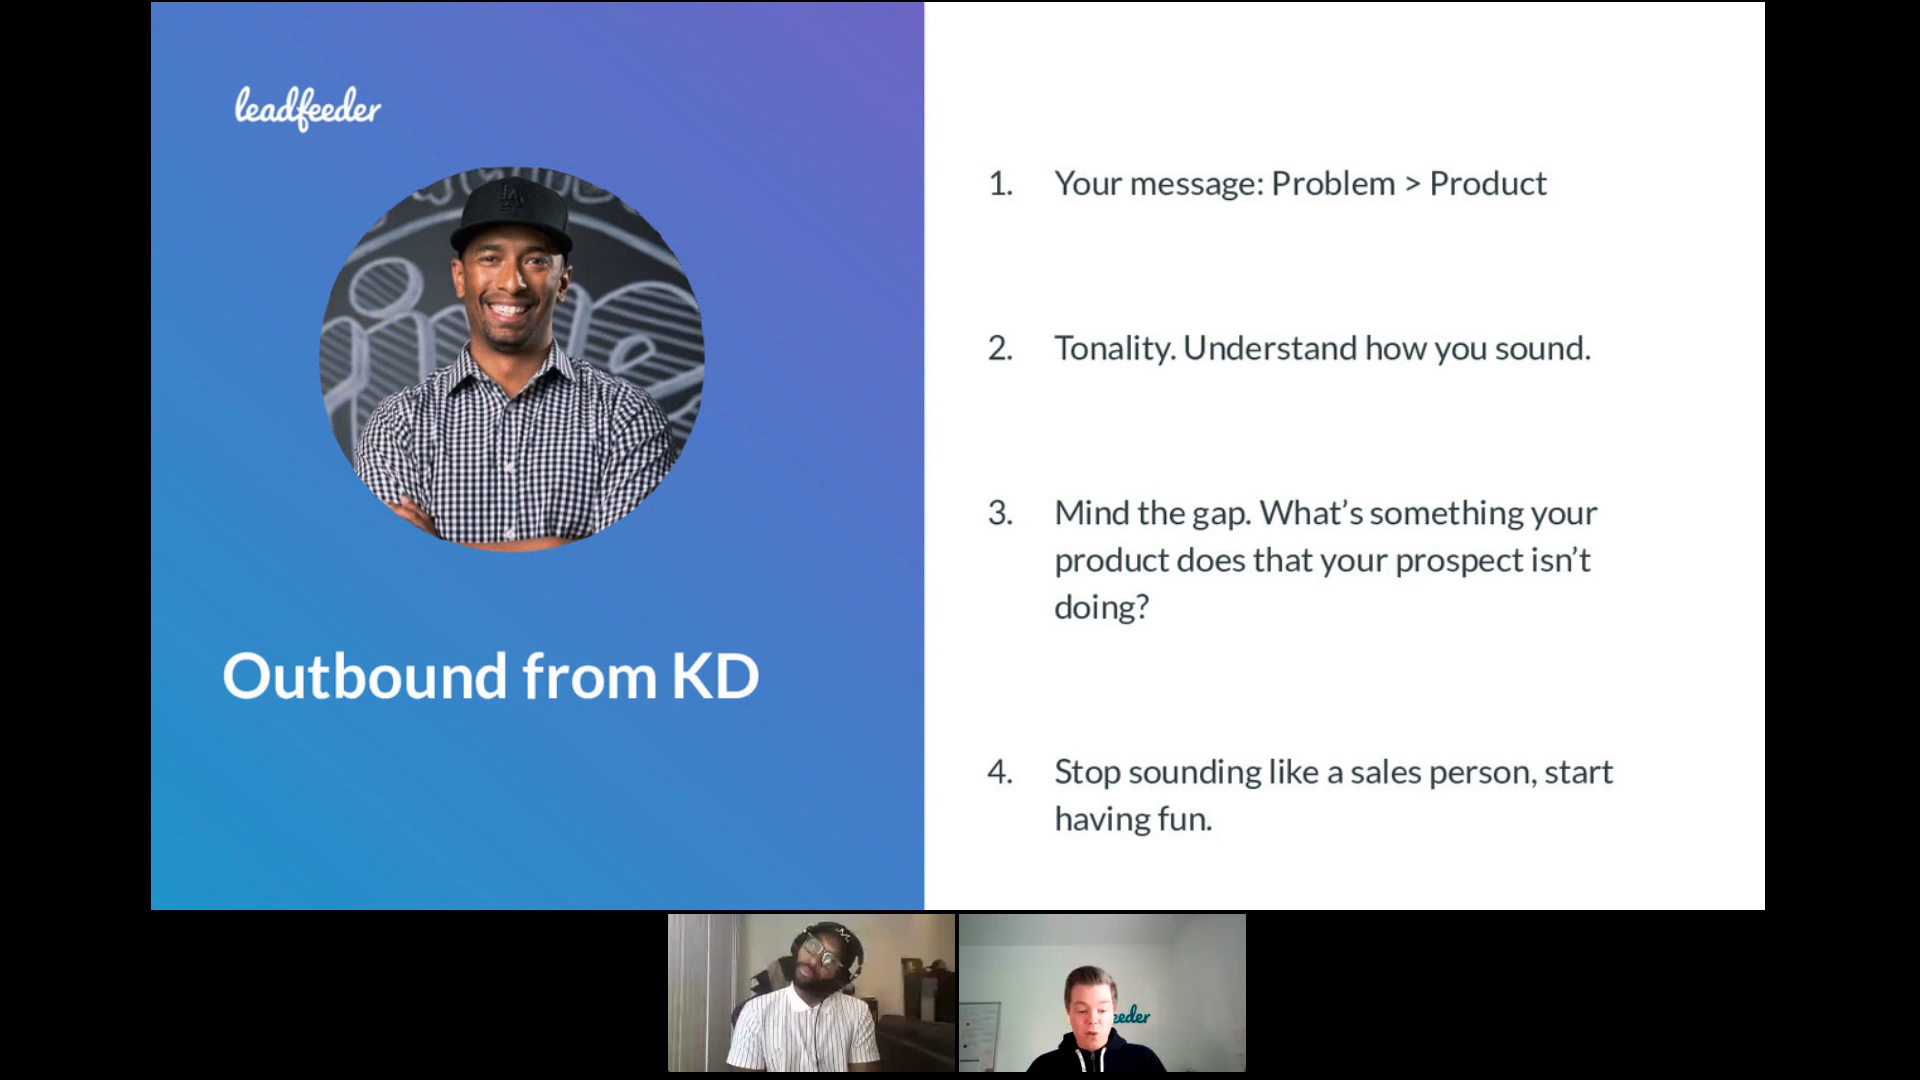 leadfeeder
LA
Outbound from KD
1. Your message: Problem > Product
2. Tonality. Understand how you sound.
3. Mind the gap. What’s something your
product does that your prospect isn’t
doing?
4. Stop sounding like a sales person, start
having fun.
eeder